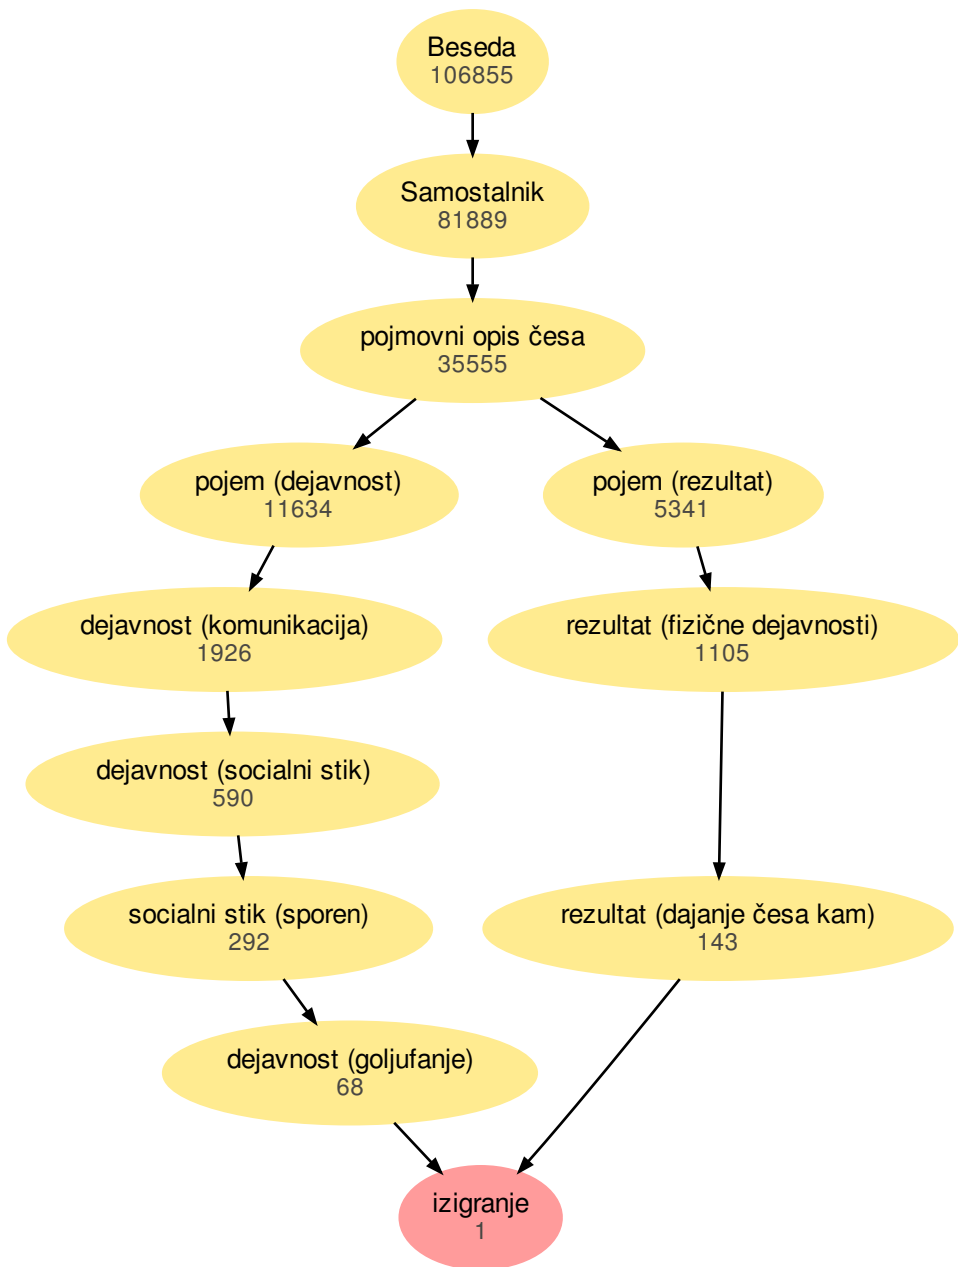 Beseda
106855
Samostalnik
81889
pojmovni opis česa
35555
pojem (dejavnost)
11634
pojem (rezultat)
5341
dejavnost (komunikacija)
1926
rezultat (fizične dejavnosti)
1105
dejavnost (socialni stik)
590
socialni stik (sporen)
292
rezultat (dajanje česa kam)
143
dejavnost (goljufanje)
68
izigranje
1